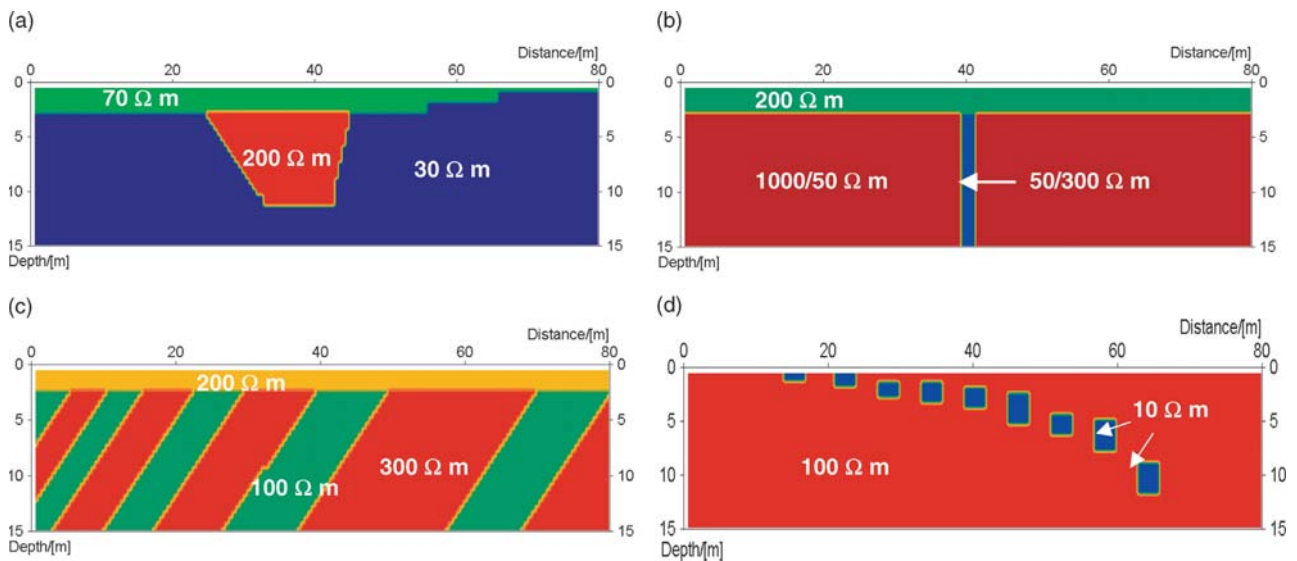 (a)
Distance/[m]
0 20 40 60 80
0 0
70 Ω m
5 5
200 Ω m
30 Ω m
10 10
15 15
Depth/[m]
(b)
Distance/[m]
0 20 40 60 80
0 0
200 Ω m
5 5
1000/50 Ω m 50/300 Ω m
10 10
15 15
Depth/[m]
(c)
Distance/[m]
0 20 40 60 80
0 0
200 Ω m
5 5
300 Ω m
10 10
100 Ω m
15 15
Depth/[m]
(d)
Distance/[m]
0 20 40 60 80
0 0
10 Ω m
5 5
100 Ω m
10 10
15 15
Depth/[m]